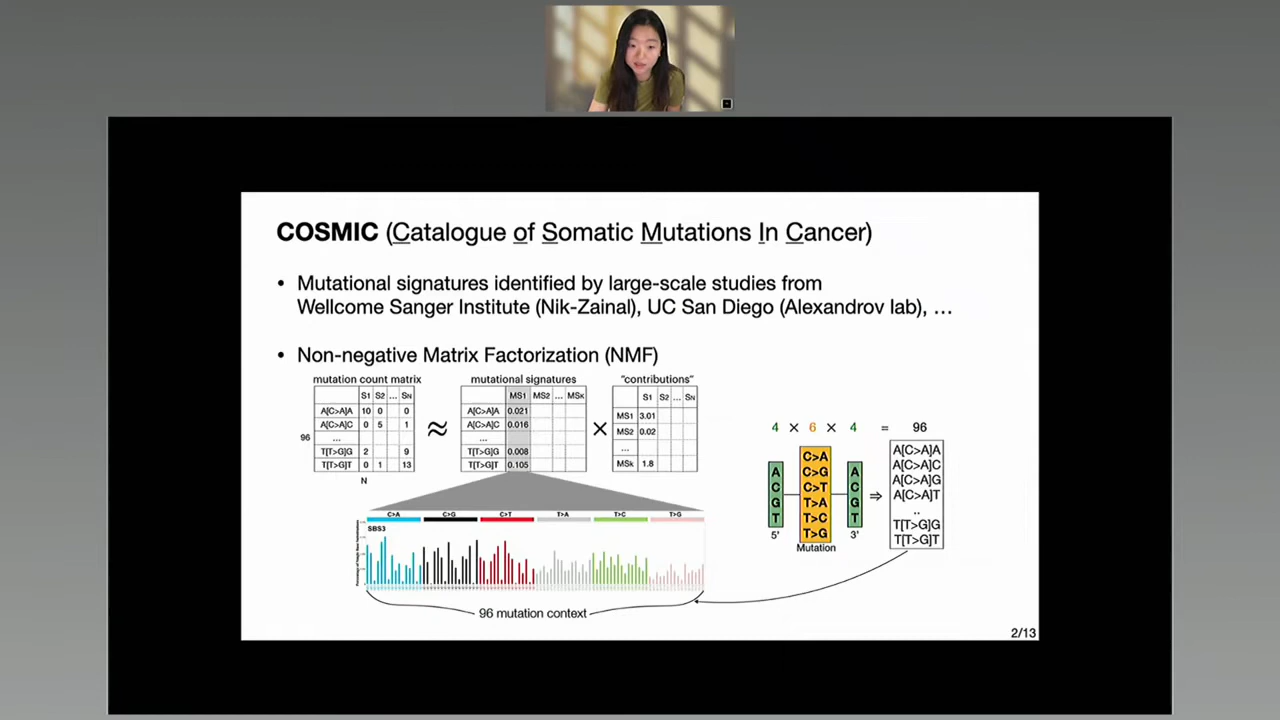 COSMIC (Catalogue of Somatic Mutations In Cancer)
• Mutational signatures identified by large-scale studies from
Wellcome Sanger Institute (Nik-Zainal), UC San Diego (Alexandrov lab), …
• Non-negative Matrix Factorization (NMF)
mutation count matrix
S1 S2 ... SN
A[C>A]A 10 0 0
A[C>A]C 0 5 1
...
96
T[T>G]G 2 9
T[T>G]T 0 1 13
N
≈
mutational signatures
MS1 MS2 ... MSK
A[C>A]A 0.021
A[C>A]C 0.016
...
T[T>G]G 0.008
T[T>G]T 0.105
×
"contributions"
S1 S2 ... SN
MS1 3.01
MS2 0.02
...
MSk 1.8
C>A C>G C>T T>A T>C T>G
SBS3
96 mutation context
4 × 6 × 4 = 96
A
C
G
T
5'
C>A
C>G
C>T
T>A
T>C
T>G
Mutation
A
C
G
T
3'
⇒
A[C>A]A
A[C>A]C
A[C>A]G
A[C>A]T
..
T[T>G]G
T[T>G]T
2/13